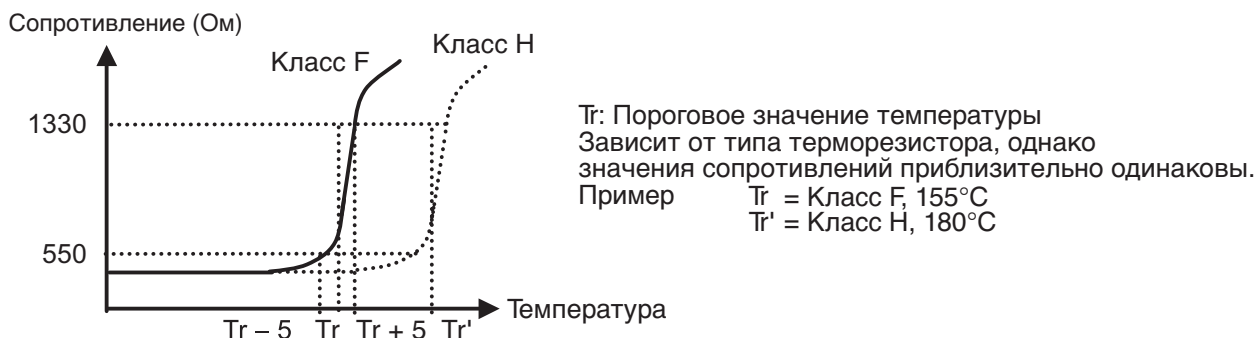 Сопротивление (Ом)
Класс F
Класс H
1330
550
Температура
Tr – 5 Tr Tr + 5 Tr'
Tr: Пороговое значение температуры
Зависит от типа терморезистора, однако
значения сопротивлений приблизительно одинаковы.
Пример Tr = Класс F, 155°C
Tr' = Класс H, 180°C